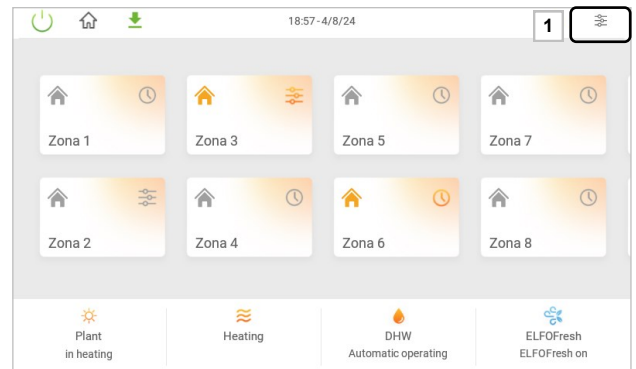 18:57-4/8/24
1
Zona 1
Zona 3
Zona 5
Zona 7
Zona 2
Zona 4
Zona 6
Zona 8
Plant
in heating
Heating
DHW
Automatic operating
ELFOFresh
ELFOFresh on